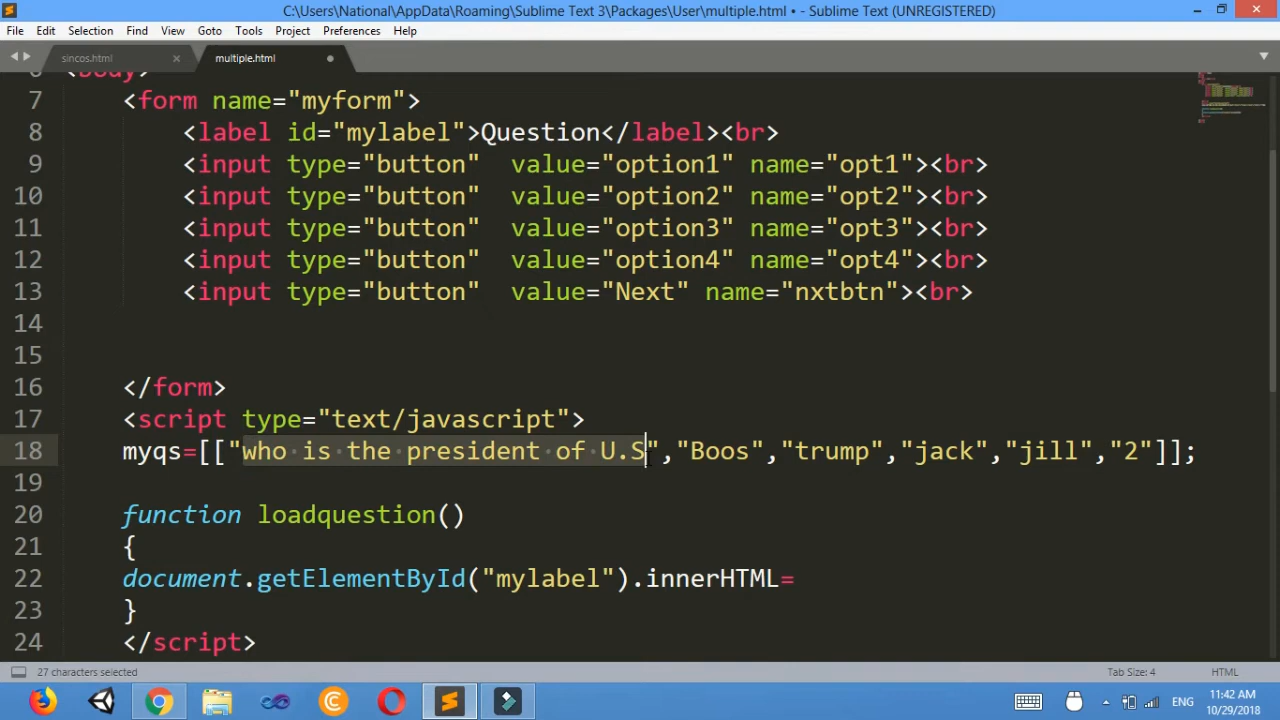 C:\Users\National\AppData\Roaming\Sublime Text 3\Packages\User\multiple.html • - Sublime Text (UNREGISTERED)
File Edit Selection Find View Goto Tools Project Preferences Help
sincos.html multiple.html
6 <body>
7 <form name="myform">
8 <label id="mylabel">Question</label><br>
9 <input type="button"  value="option1" name="opt1"><br>
10 <input type="button"  value="option2" name="opt2"><br>
11 <input type="button"  value="option3" name="opt3"><br>
12 <input type="button"  value="option4" name="opt4"><br>
13 <input type="button"  value="Next" name="nxtbtn"><br>
14
15
16 </form>
17 <script type="text/javascript">
18 myqs=[["who is the president of U.S","Boos","trump","jack","jill","2"]];
19
20 function loadquestion()
21 {
22 document.getElementById("mylabel").innerHTML=
23 }
24 </script>
27 characters selected Tab Size: 4 HTML
ENG 11:42 AM
10/29/2018